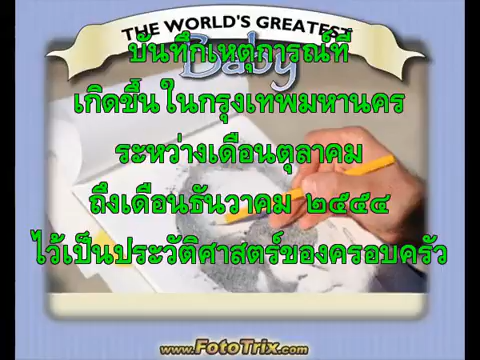 THE WORLD'S GREATEST
Baby
บันทึกเหตุการณ์ที่
เกิดขึ้นในกรุงเทพมหานคร
ระหว่างเดือนตุลาคม
ถึงเดือนธันวาคม ๒๕๕๔
ไว้เป็นประวัติศาสตร์ของครอบครัว
www.FotoTrix.com